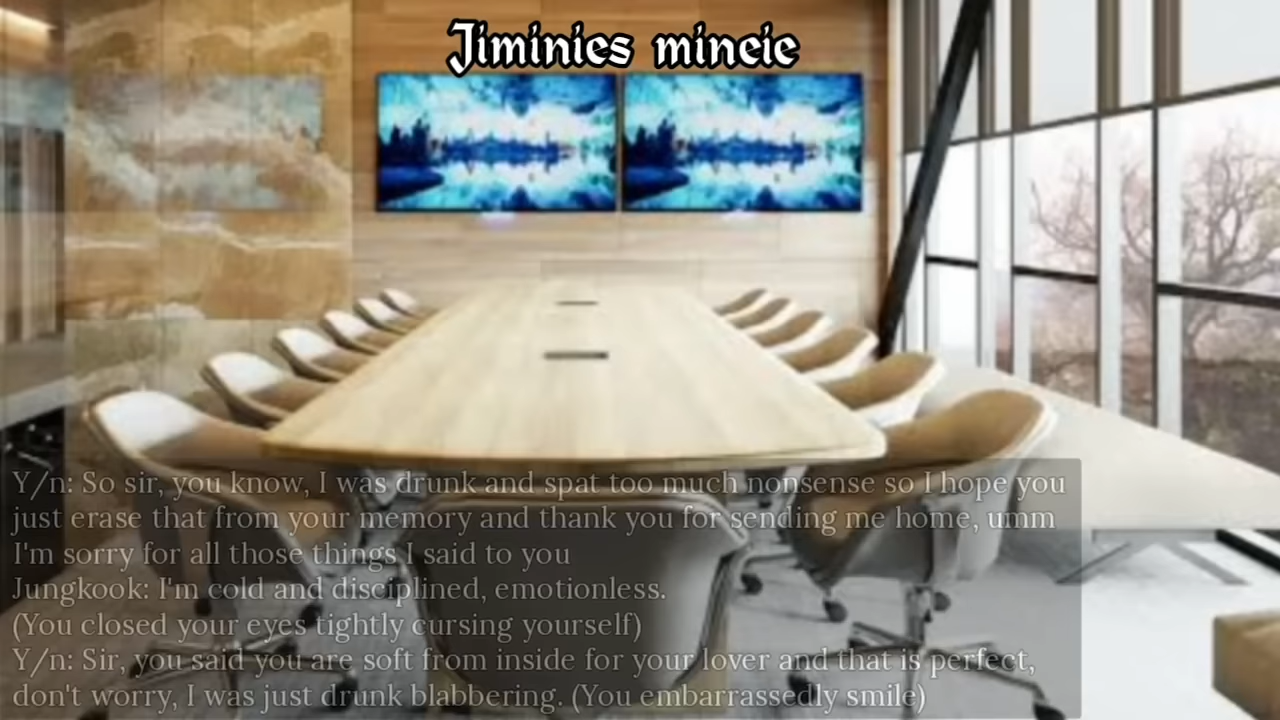 Jiminies mincie
Y/n: So sir, you know, I was drunk and spat too much nonsense so I hope you
just erase that from your memory and thank you for sending me home, umm
I'm sorry for all those things I said to you
Jungkook: I'm cold and disciplined, emotionless.
(You closed your eyes tightly cursing yourself)
Y/n: Sir, you said you are soft from inside for your lover and that is perfect,
don't worry, I was just drunk blabbering. (You embarrassedly smile)